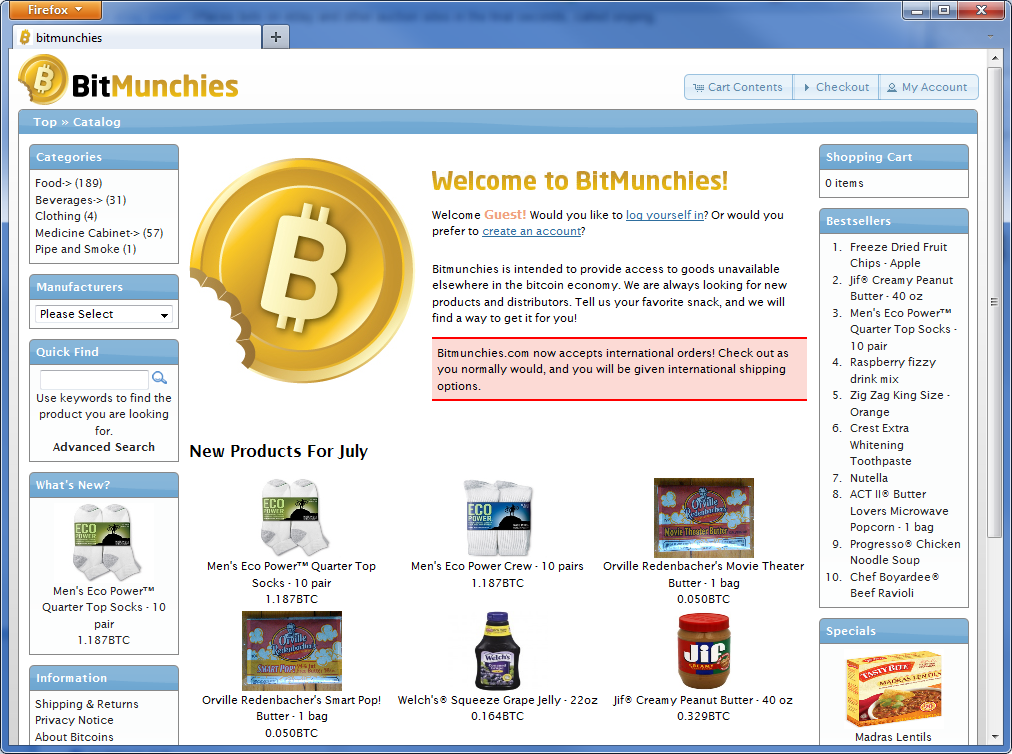 Firefox
bitmunchies
BitMunchies
Cart Contents
Checkout
My Account
Top » Catalog
Categories
Food-> (189)
Beverages-> (31)
Clothing (4)
Medicine Cabinet-> (57)
Pipe and Smoke (1)
Manufacturers
Please Select
Quick Find
Use keywords to find the
product you are looking
for.
Advanced Search
What's New?
ECO
POWER
Men's Eco Power™
Quarter Top Socks - 10
pair
1.187BTC
Information
Shipping & Returns
Privacy Notice
About Bitcoins
Welcome to BitMunchies!
Welcome Guest! Would you like to log yourself in? Or would you
prefer to create an account?
Bitmunchies is intended to provide access to goods unavailable
elsewhere in the bitcoin economy. We are always looking for new
products and distributors. Tell us your favorite snack, and we will
find a way to get it for you!
Bitmunchies.com now accepts international orders! Check out as
you normally would, and you will be given international shipping
options.
New Products For July
ECO
POWER
Men's Eco Power™ Quarter Top
Socks - 10 pair
1.187BTC
ECO
POWER
Men's Eco Power Crew - 10 pairs
1.187BTC
Orville
Redenbacher's
Movie Theater Butter
Orville Redenbacher's Movie Theater
Butter - 1 bag
0.050BTC
Orville
Redenbacher's
SMART POP!
Orville Redenbacher's Smart Pop!
Butter - 1 bag
0.050BTC
Welch's
Welch's® Squeeze Grape Jelly - 22oz
0.164BTC
Jif
CREAMY
Jif® Creamy Peanut Butter - 40 oz
0.329BTC
Shopping Cart
0 items
Bestsellers
1. Freeze Dried Fruit
Chips - Apple
2. Jif® Creamy Peanut
Butter - 40 oz
3. Men's Eco Power™
Quarter Top Socks -
10 pair
4. Raspberry fizzy
drink mix
5. Zig Zag King Size -
Orange
6. Crest Extra
Whitening
Toothpaste
7. Nutella
8. ACT II® Butter
Lovers Microwave
Popcorn - 1 bag
9. Progresso® Chicken
Noodle Soup
10. Chef Boyardee®
Beef Ravioli
Specials
TASTY BITE
MADRAS LENTILS
Madras Lentils